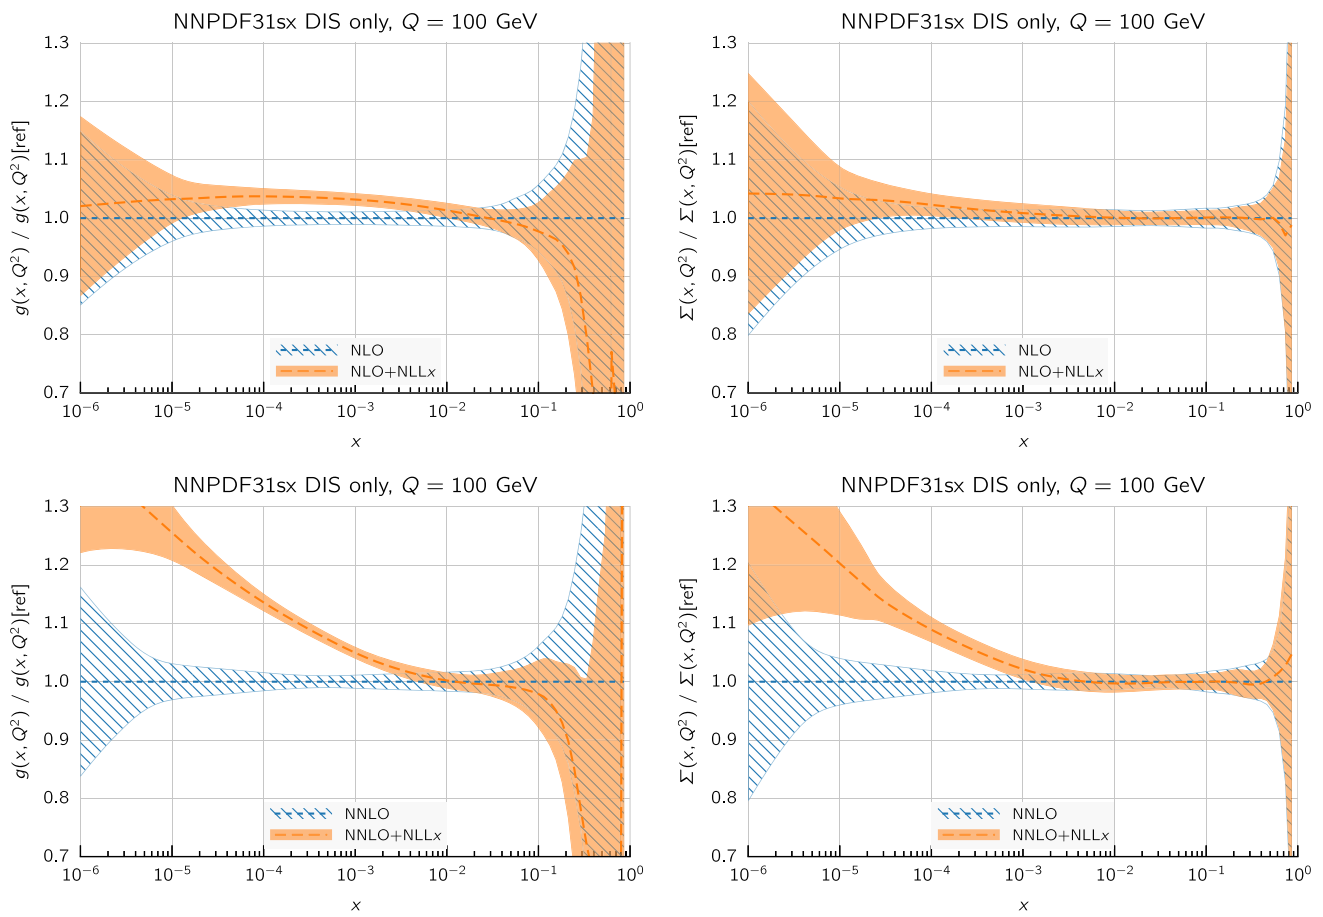 NNPDF31sx DIS only, Q = 100 GeV
g(x, Q²) / g(x, Q²)[ref]
1.3
1.2
1.1
1.0
0.9
0.8
0.7
NLO
NLO+NLLx
10⁻⁶ 10⁻⁵ 10⁻⁴ 10⁻³ 10⁻² 10⁻¹ 10⁰
x
NNPDF31sx DIS only, Q = 100 GeV
Σ(x, Q²) / Σ(x, Q²)[ref]
1.3
1.2
1.1
1.0
0.9
0.8
0.7
NLO
NLO+NLLx
10⁻⁶ 10⁻⁵ 10⁻⁴ 10⁻³ 10⁻² 10⁻¹ 10⁰
x
NNPDF31sx DIS only, Q = 100 GeV
g(x, Q²) / g(x, Q²)[ref]
1.3
1.2
1.1
1.0
0.9
0.8
0.7
NNLO
NNLO+NLLx
10⁻⁶ 10⁻⁵ 10⁻⁴ 10⁻³ 10⁻² 10⁻¹ 10⁰
x
NNPDF31sx DIS only, Q = 100 GeV
Σ(x, Q²) / Σ(x, Q²)[ref]
1.3
1.2
1.1
1.0
0.9
0.8
0.7
NNLO
NNLO+NLLx
10⁻⁶ 10⁻⁵ 10⁻⁴ 10⁻³ 10⁻² 10⁻¹ 10⁰
x